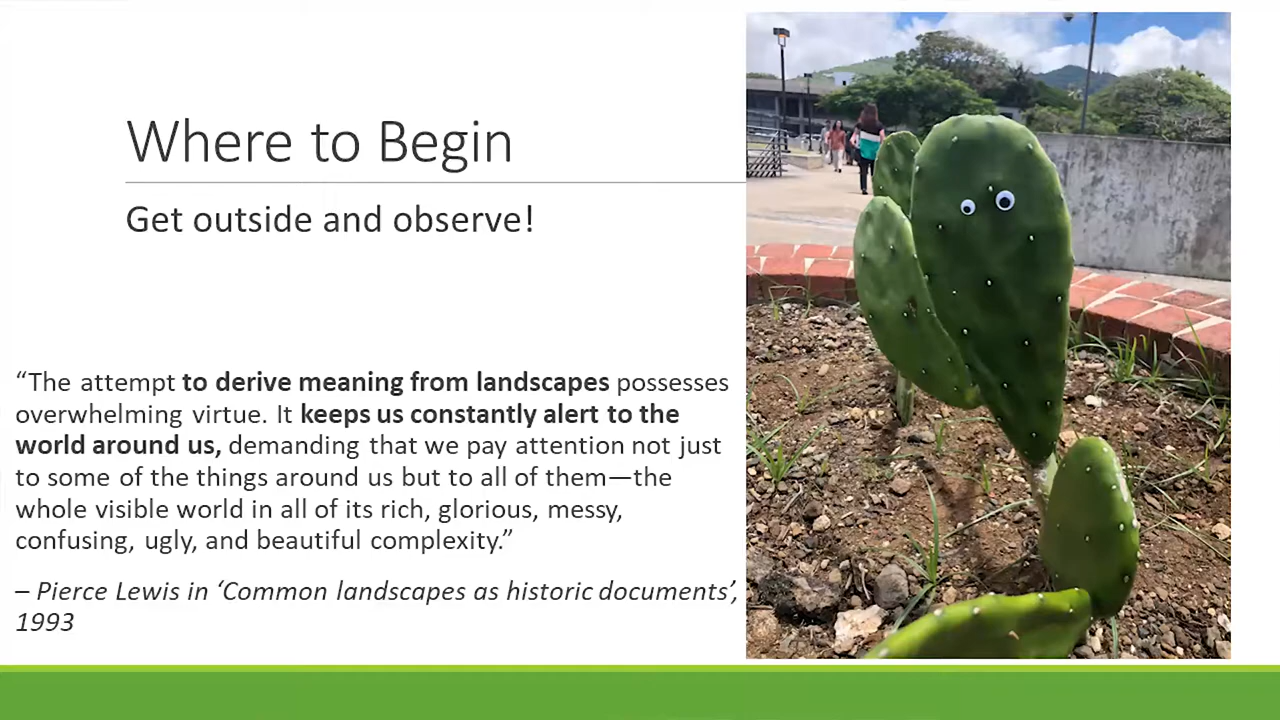 Where to Begin
Get outside and observe!
“The attempt to derive meaning from landscapes possesses
overwhelming virtue. It keeps us constantly alert to the
world around us, demanding that we pay attention not just
to some of the things around us but to all of them—the
whole visible world in all of its rich, glorious, messy,
confusing, ugly, and beautiful complexity.”
– Pierce Lewis in ‘Common landscapes as historic documents’,
1993